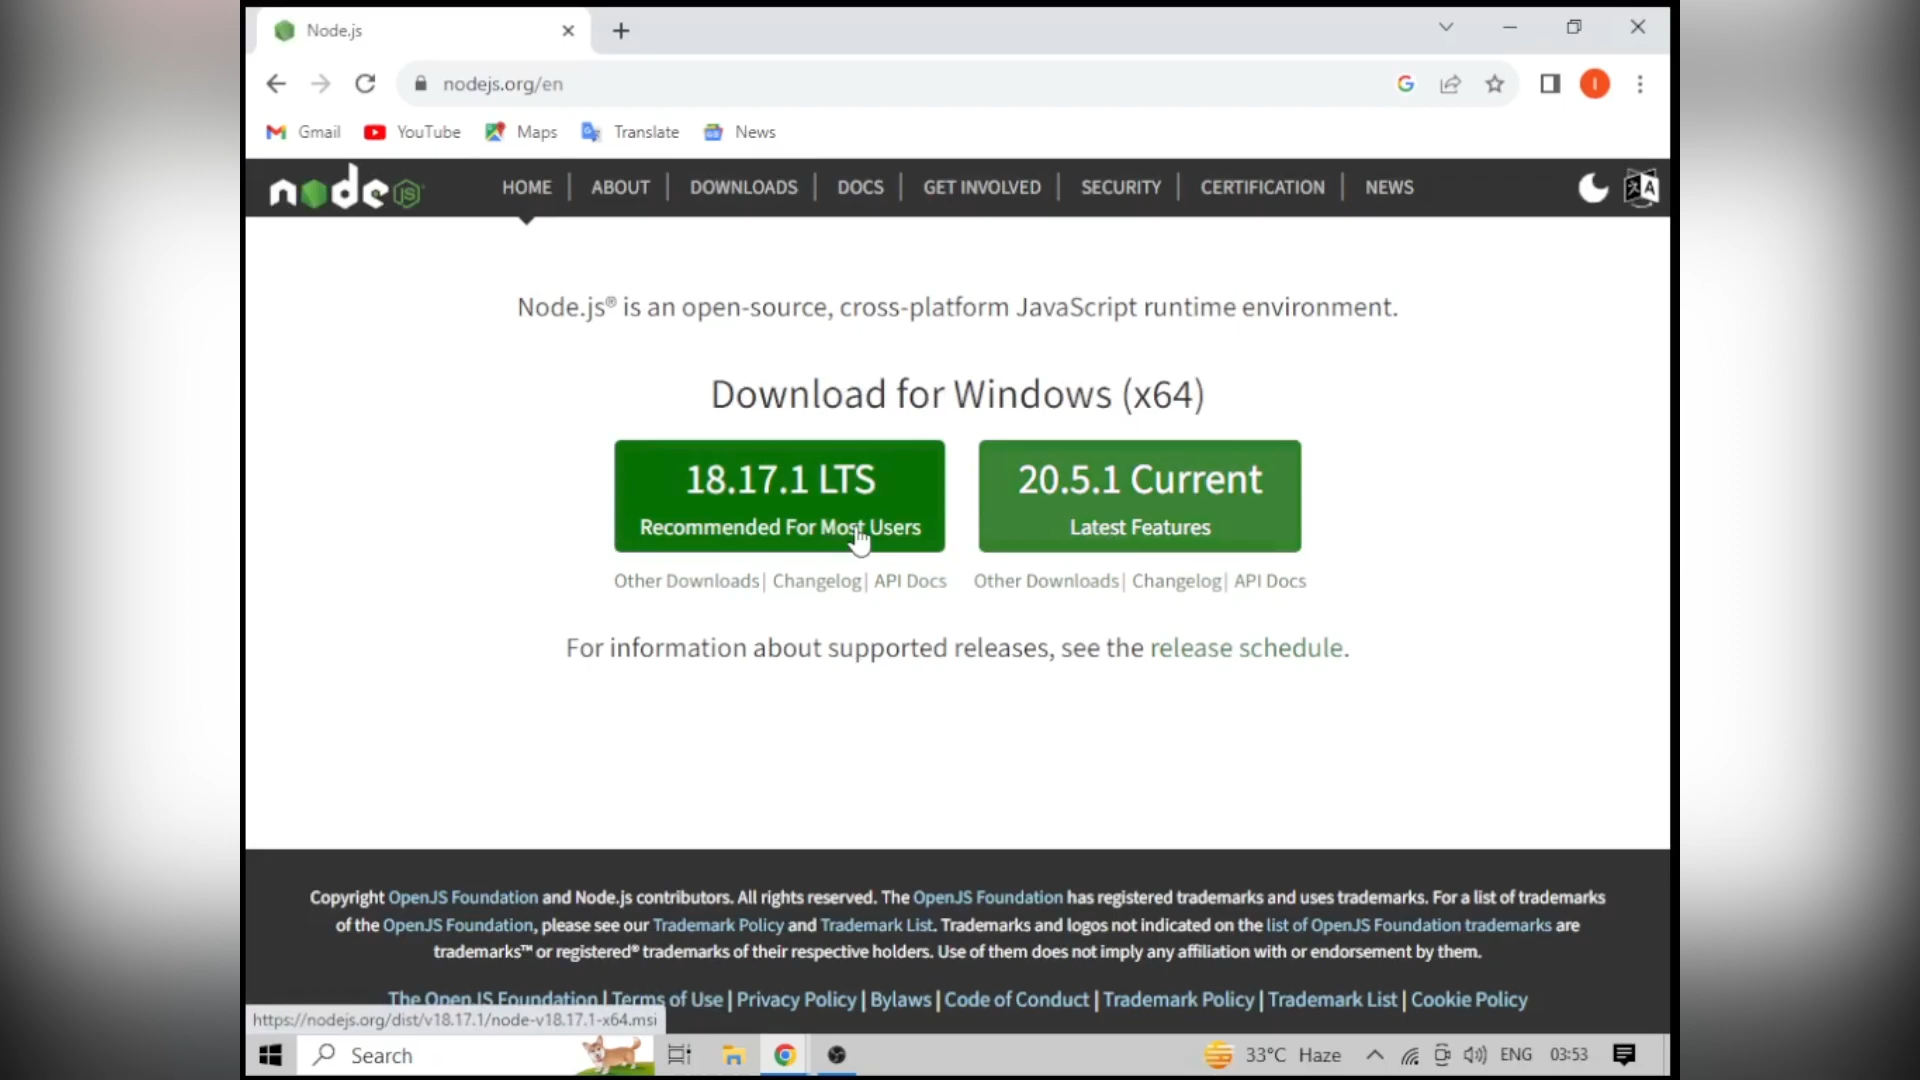 Node.js
nodejs.org/en
Gmail YouTube Maps Translate News
node JS HOME ABOUT DOWNLOADS DOCS GET INVOLVED SECURITY CERTIFICATION NEWS
Node.js® is an open-source, cross-platform JavaScript runtime environment.
Download for Windows (x64)
18.17.1 LTS
Recommended For Most Users
20.5.1 Current
Latest Features
Other Downloads | Changelog | API Docs
Other Downloads | Changelog | API Docs
For information about supported releases, see the release schedule.
Copyright OpenJS Foundation and Node.js contributors. All rights reserved. The OpenJS Foundation has registered trademarks and uses trademarks. For a list of trademarks
of the OpenJS Foundation, please see our Trademark Policy and Trademark List. Trademarks and logos not indicated on the list of OpenJS Foundation trademarks are
trademarks™ or registered® trademarks of their respective holders. Use of them does not imply any affiliation with or endorsement by them.
The OpenJS Foundation | Terms of Use | Privacy Policy | Bylaws | Code of Conduct | Trademark Policy | Trademark List | Cookie Policy
https://nodejs.org/dist/v18.17.1/node-v18.17.1-x64.msi
Search 33°C Haze ENG 03:53